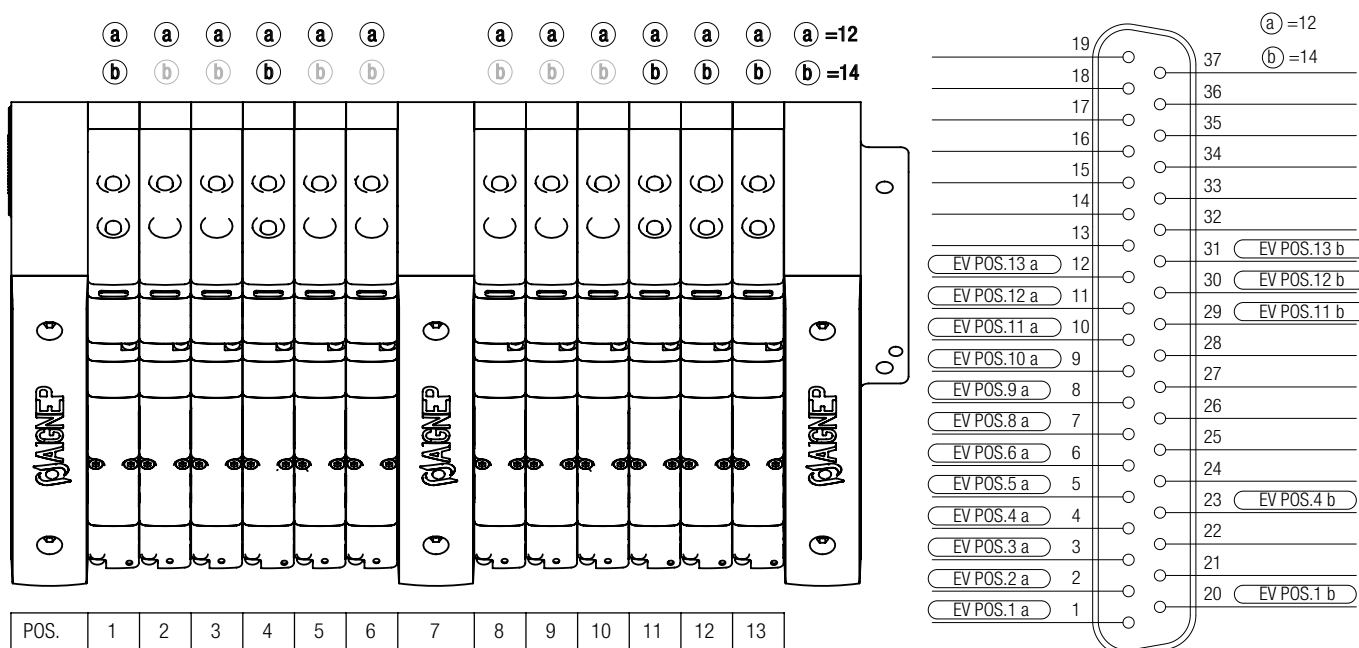 a a a a a a a a a a a a a =12
b b b b b b b b b b b b b =14
AIGNEP AIGNEP AIGNEP
POS. 1 2 3 4 5 6 7 8 9 10 11 12 13
a =12
b =14
19
18
17
16
15
14
13
EV POS.13 a 12
EV POS.12 a 11
EV POS.11 a 10
EV POS.10 a 9
EV POS.9 a 8
EV POS.8 a 7
EV POS.6 a 6
EV POS.5 a 5
EV POS.4 a 4
EV POS.3 a 3
EV POS.2 a 2
EV POS.1 a 1
37
36
35
34
33
32
31 EV POS.13 b
30 EV POS.12 b
29 EV POS.11 b
28
27
26
25
24
23 EV POS.4 b
22
21
20 EV POS.1 b